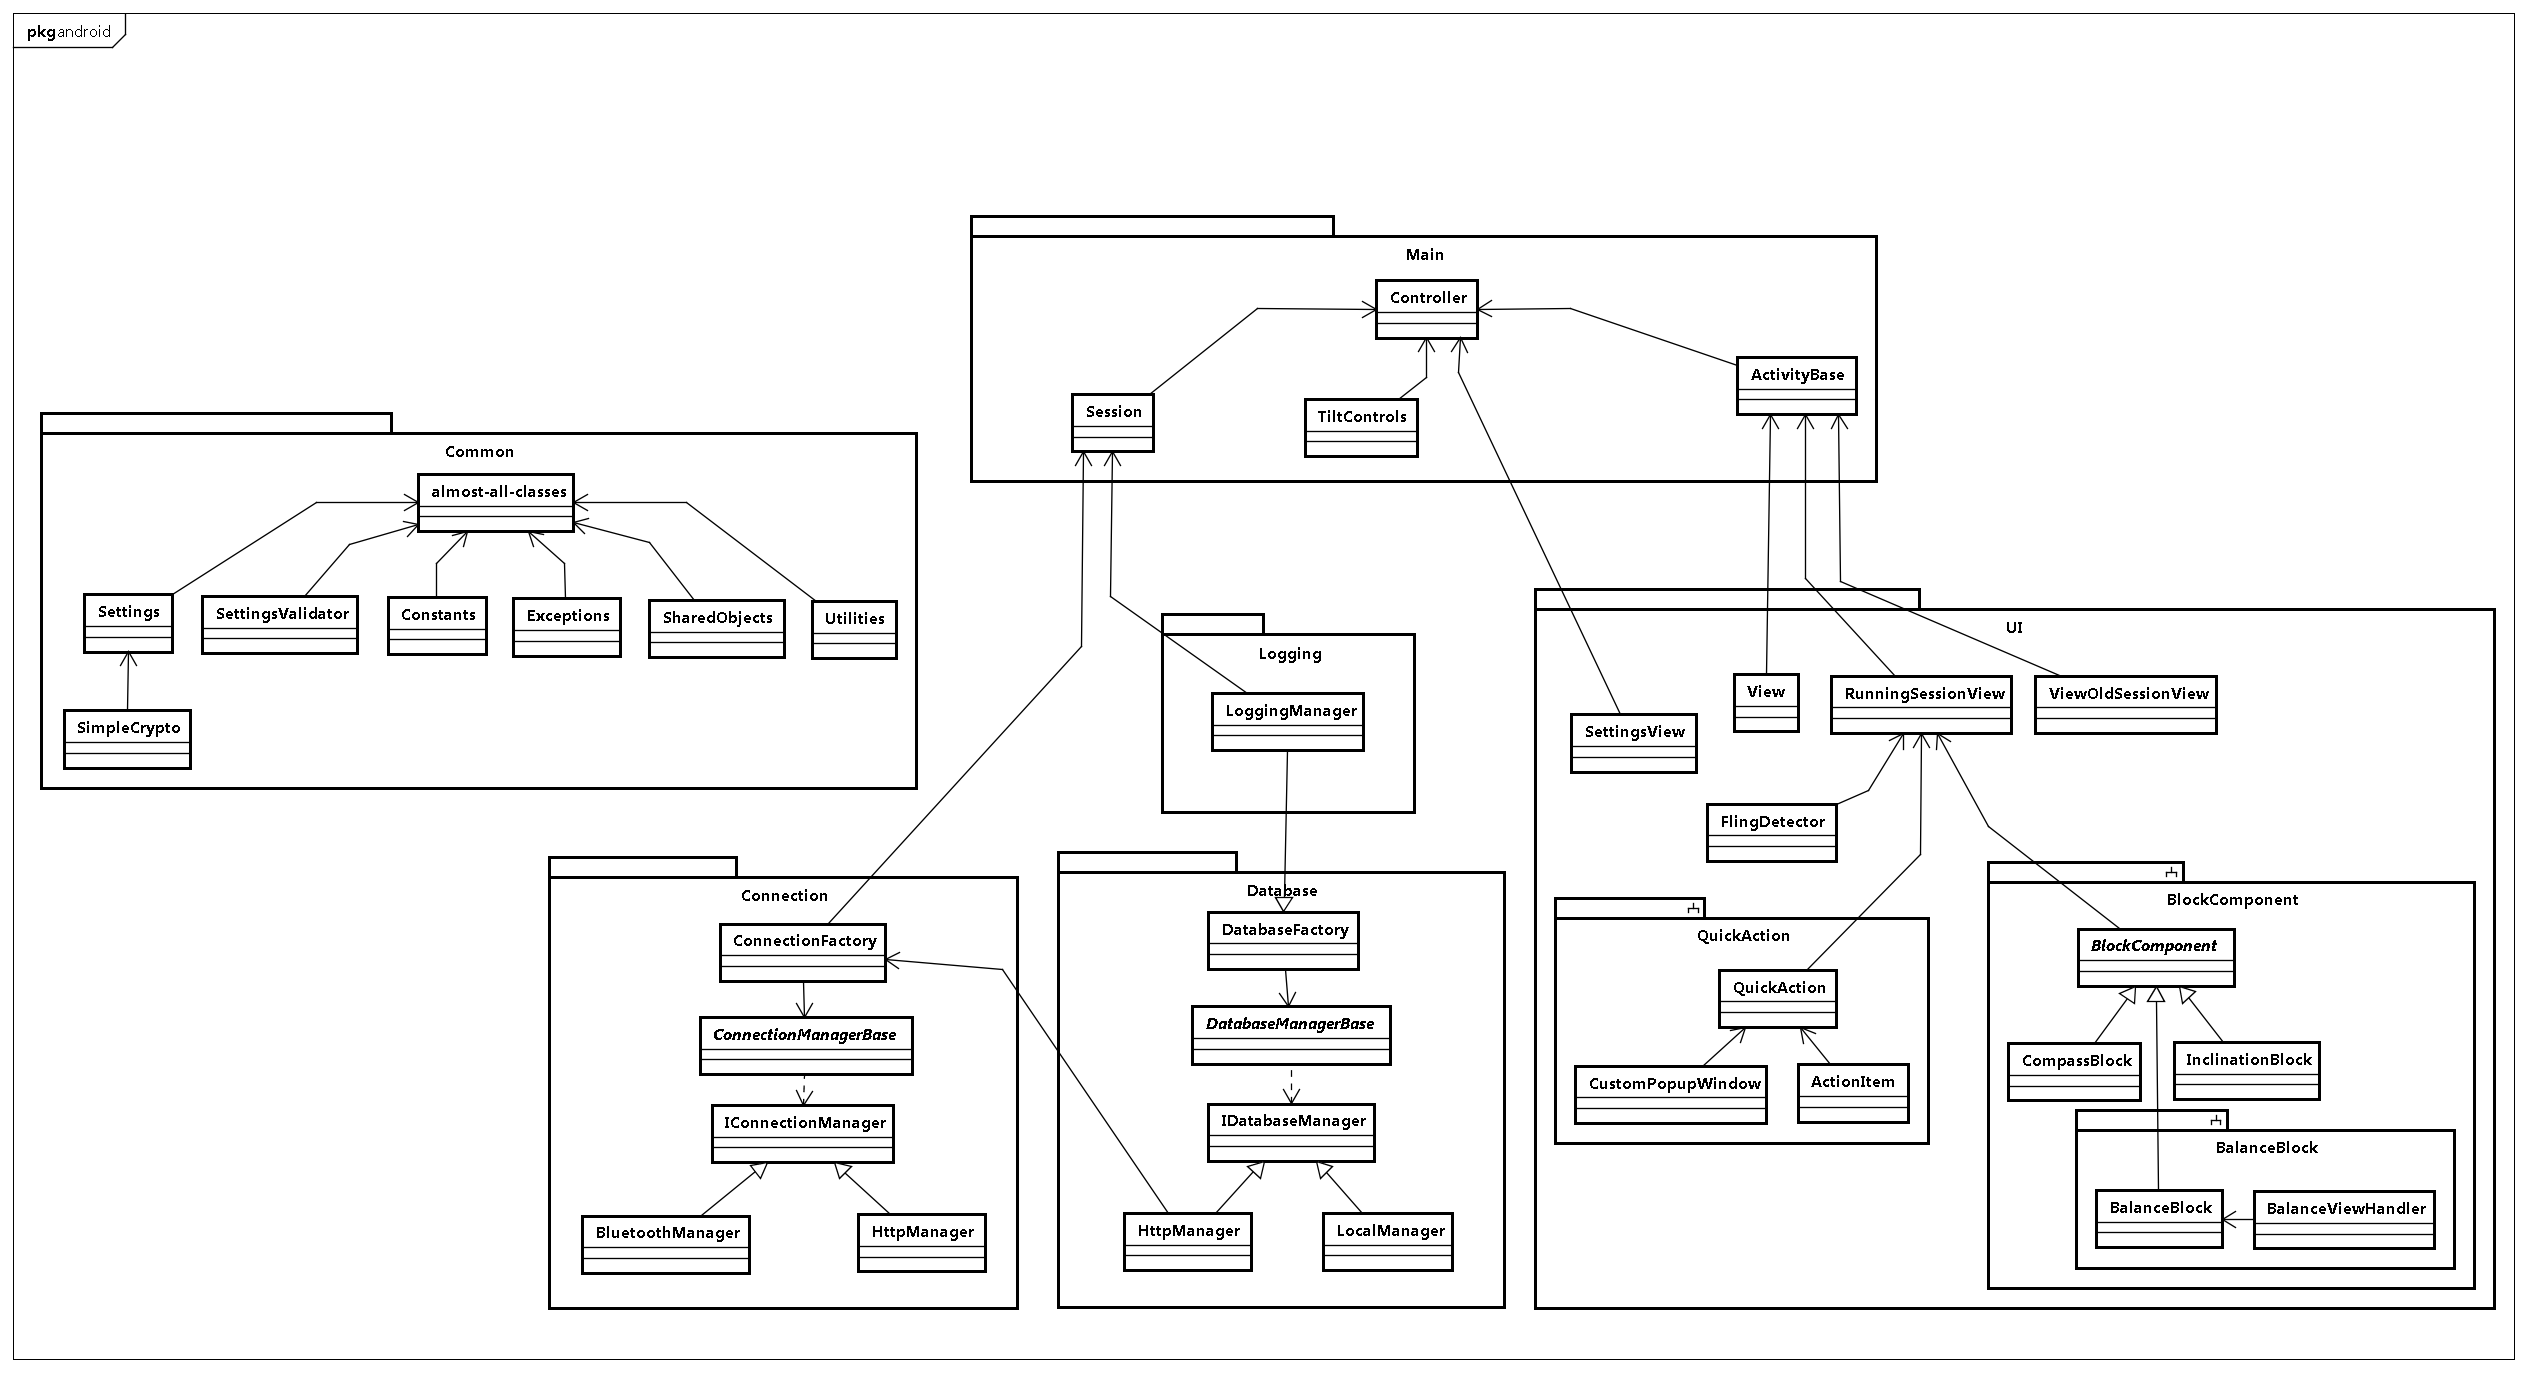 pkg android
Main
Controller
ActivityBase
Session
TiltControls
Common
almost-all-classes
Settings
SettingsValidator
Constants
Exceptions
SharedObjects
Utilities
SimpleCrypto
Logging
LoggingManager
UI
View
RunningSessionView
ViewOldSessionView
SettingsView
FlingDetector
Connection
ConnectionFactory
ConnectionManagerBase
IConnectionManager
BluetoothManager
HttpManager
Database
DatabaseFactory
DatabaseManagerBase
IDatabaseManager
HttpManager
LocalManager
QuickAction
QuickAction
CustomPopupWindow
ActionItem
BlockComponent
BlockComponent
CompassBlock
InclinationBlock
BalanceBlock
BalanceBlock
BalanceViewHandler